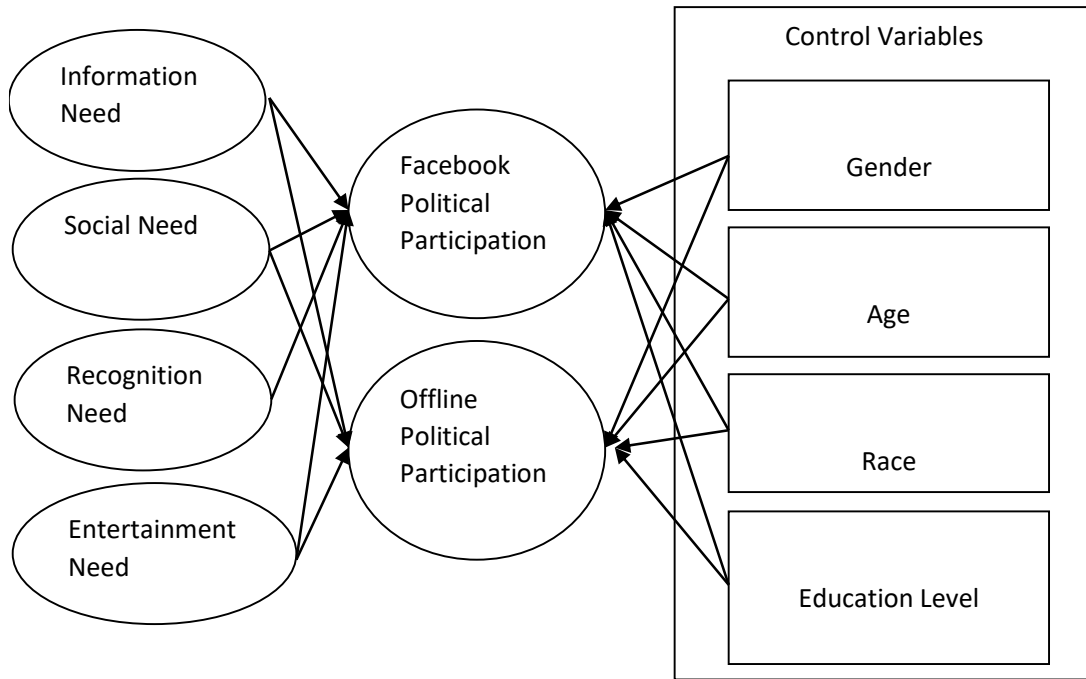 Information
Need
Social Need
Recognition
Need
Entertainment
Need
Facebook
Political
Participation
Offline
Political
Participation
Control Variables
Gender
Age
Race
Education Level